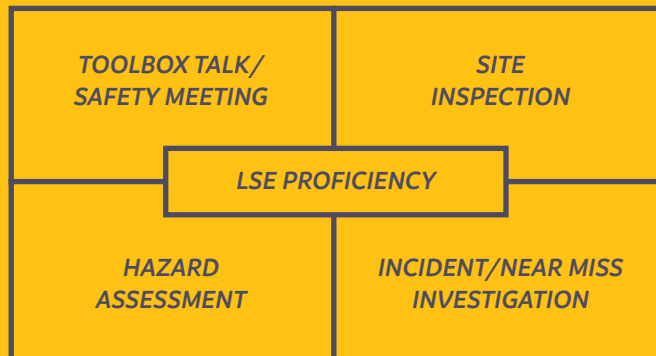 TOOLBOX TALK/
SAFETY MEETING
SITE
INSPECTION
LSE PROFICIENCY
HAZARD
ASSESSMENT
INCIDENT/NEAR MISS
INVESTIGATION